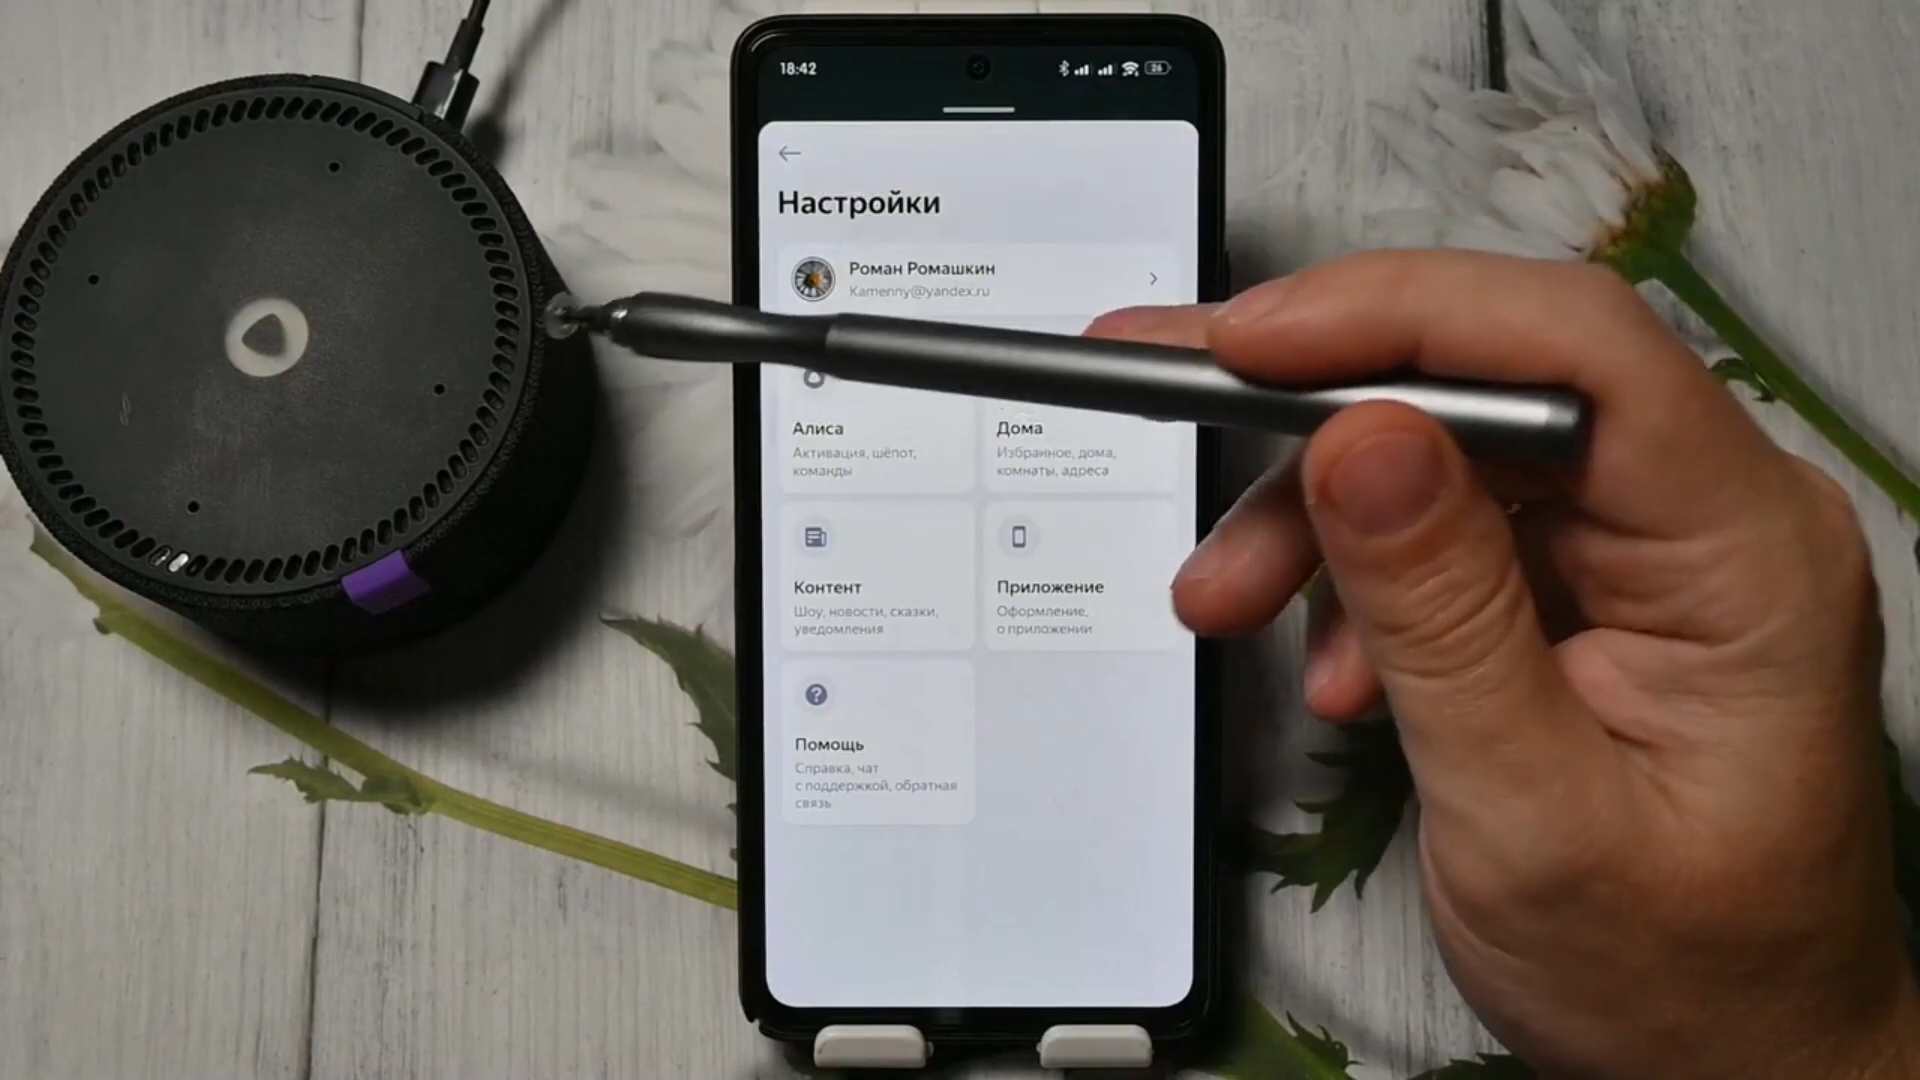 18:42
26
Настройки
Роман Ромашкин
Kamenny@yandex.ru
Алиса
Активация, шёпот,
команды
Дома
Избранное, дома,
комнаты, адреса
Контент
Шоу, новости, сказки,
уведомления
Приложение
Оформление,
о приложении
Помощь
Справка, чат
с поддержкой, обратная
связь